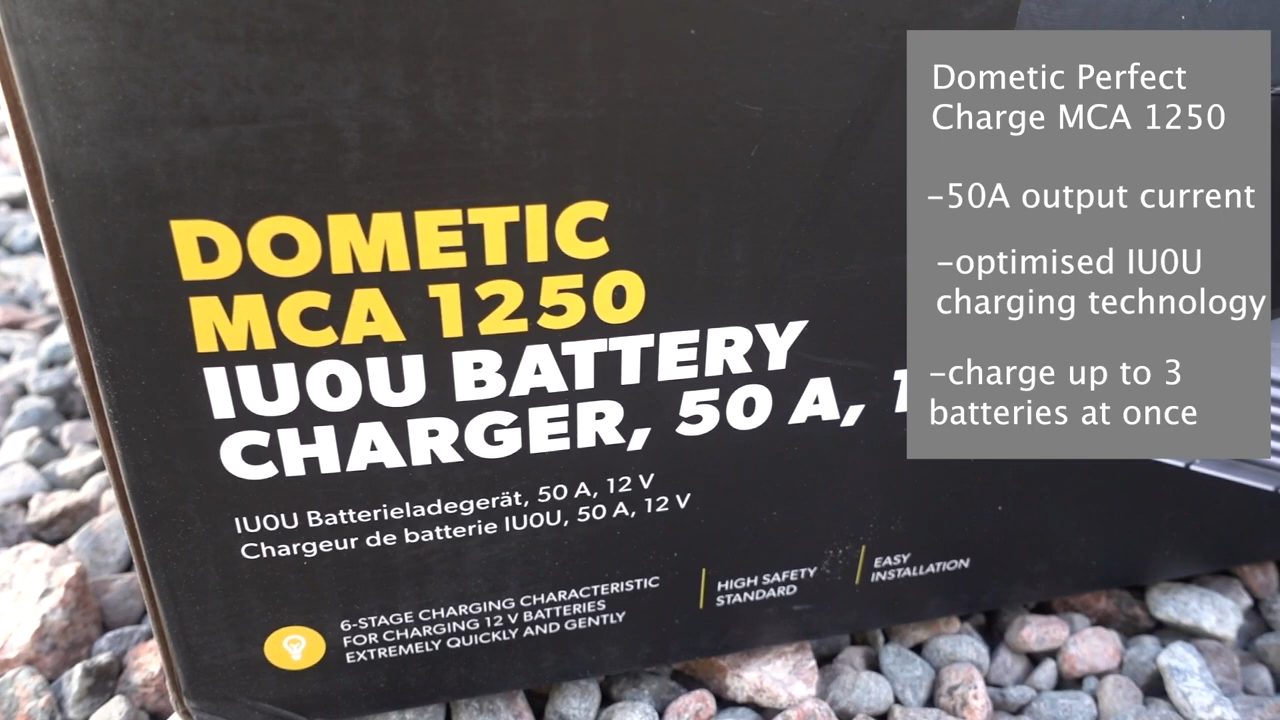 DOMETIC
MCA 1250
IU0U BATTERY
CHARGER, 50 A, 1
IU0U Batterieladegerät, 50 A, 12 V
Chargeur de batterie IU0U, 50 A, 12 V
6-STAGE CHARGING CHARACTERISTIC
FOR CHARGING 12 V BATTERIES
EXTREMELY QUICKLY AND GENTLY
HIGH SAFETY
STANDARD
EASY
INSTALLATION
Dometic Perfect
Charge MCA 1250
-50A output current
-optimised IU0U
charging technology
-charge up to 3
batteries at once